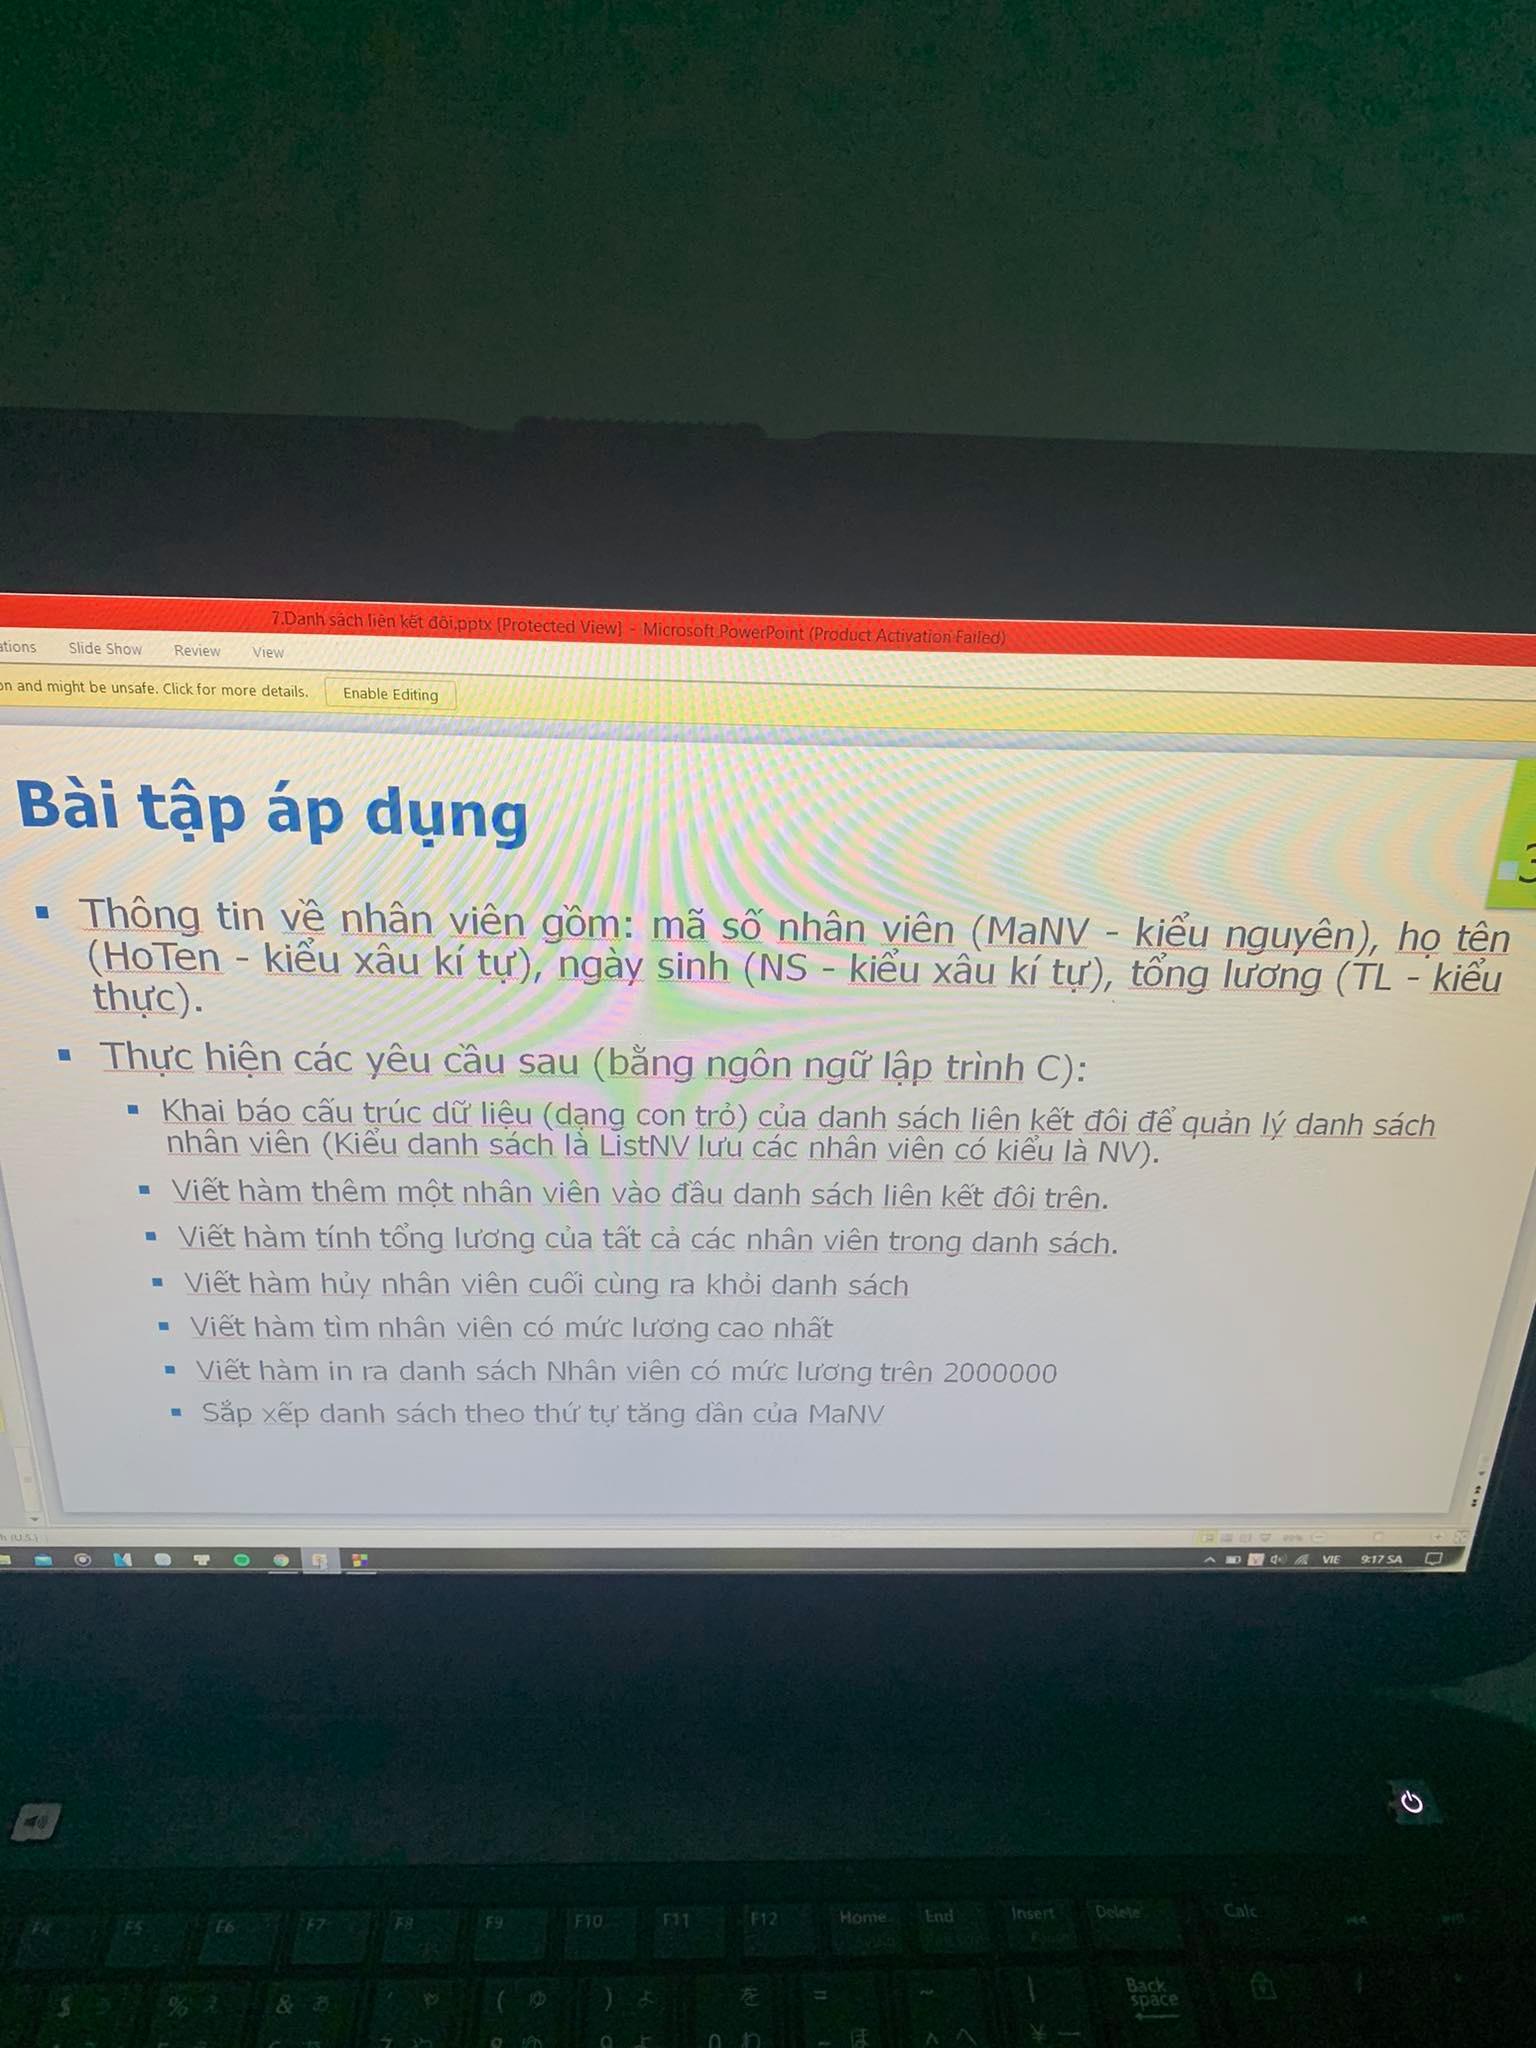 7.Danh sách liên kết đôi.pptx [Protected View] - Microsoft PowerPoint (Product Activation Failed)
ations Slide Show Review View
on and might be unsafe. Click for more details. Enable Editing
Bài tập áp dụng
3
▪ Thông tin về nhân viên gồm: mã số nhân viên (MaNV - kiểu nguyên), họ tên
(HoTen - kiểu xâu kí tự), ngày sinh (NS - kiểu xâu kí tự), tổng lương (TL - kiểu
thực).
▪ Thực hiện các yêu cầu sau (bằng ngôn ngữ lập trình C):
▪ Khai báo cấu trúc dữ liệu (dạng con trỏ) của danh sách liên kết đôi để quản lý danh sách
nhân viên (Kiểu danh sách là ListNV lưu các nhân viên có kiểu là NV).
▪ Viết hàm thêm một nhân viên vào đầu danh sách liên kết đôi trên.
▪ Viết hàm tính tổng lương của tất cả các nhân viên trong danh sách.
▪ Viết hàm hủy nhân viên cuối cùng ra khỏi danh sách
▪ Viết hàm tìm nhân viên có mức lương cao nhất
▪ Viết hàm in ra danh sách Nhân viên có mức lương trên 2000000
▪ Sắp xếp danh sách theo thứ tự tăng dần của MaNV
(U.S.)
VIE 9:17 SA
F4 F5 F6 F7 F8 F9 F10 F11 F12 Home End Insert Delete Calc
$ % & ' ( ) を = ~ | Back
space